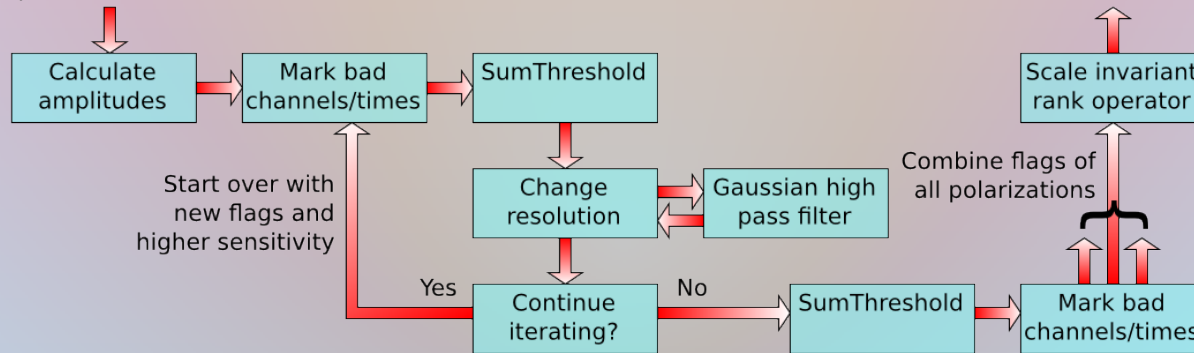 Calculate
amplitudes
Mark bad
channels/times
SumThreshold
Scale invariant
rank operator
Start over with
new flags and
higher sensitivity
Change
resolution
Gaussian high
pass filter
Combine flags of
all polarizations
Yes
Continue
iterating?
No
SumThreshold
Mark bad
channels/times